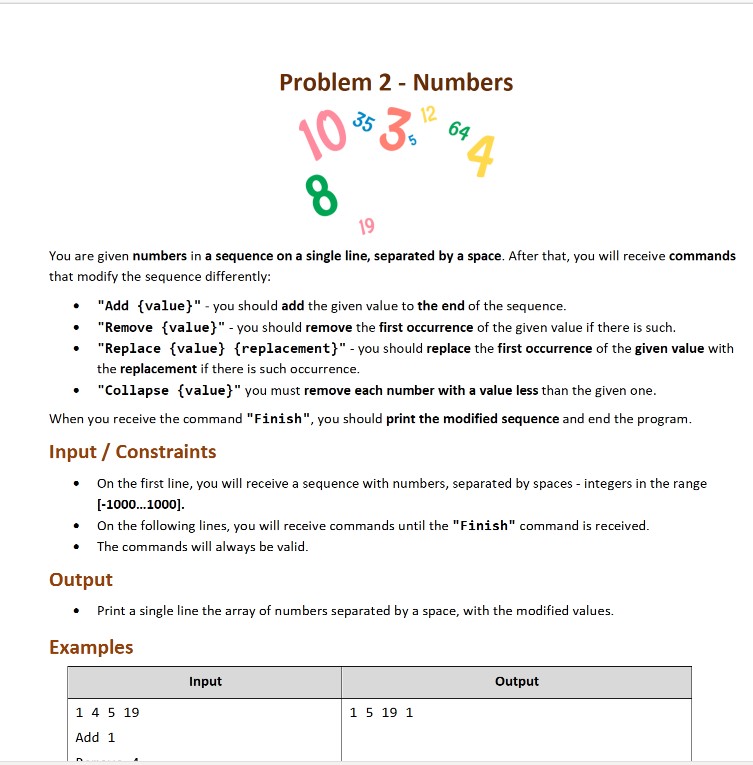 Problem 2 - Numbers
10 35 3 5 12 64 4
8
19
You are given numbers in a sequence on a single line, separated by a space. After that, you will receive commands
that modify the sequence differently:
• "Add {value}" - you should add the given value to the end of the sequence.
• "Remove {value}" - you should remove the first occurrence of the given value if there is such.
• "Replace {value} {replacement}" - you should replace the first occurrence of the given value with
the replacement if there is such occurrence.
• "Collapse {value}" you must remove each number with a value less than the given one.
When you receive the command "Finish", you should print the modified sequence and end the program.
Input / Constraints
• On the first line, you will receive a sequence with numbers, separated by spaces - integers in the range
[-1000...1000].
• On the following lines, you will receive commands until the "Finish" command is received.
• The commands will always be valid.
Output
• Print a single line the array of numbers separated by a space, with the modified values.
Examples
Input Output
1 4 5 19 1 5 19 1
Add 1